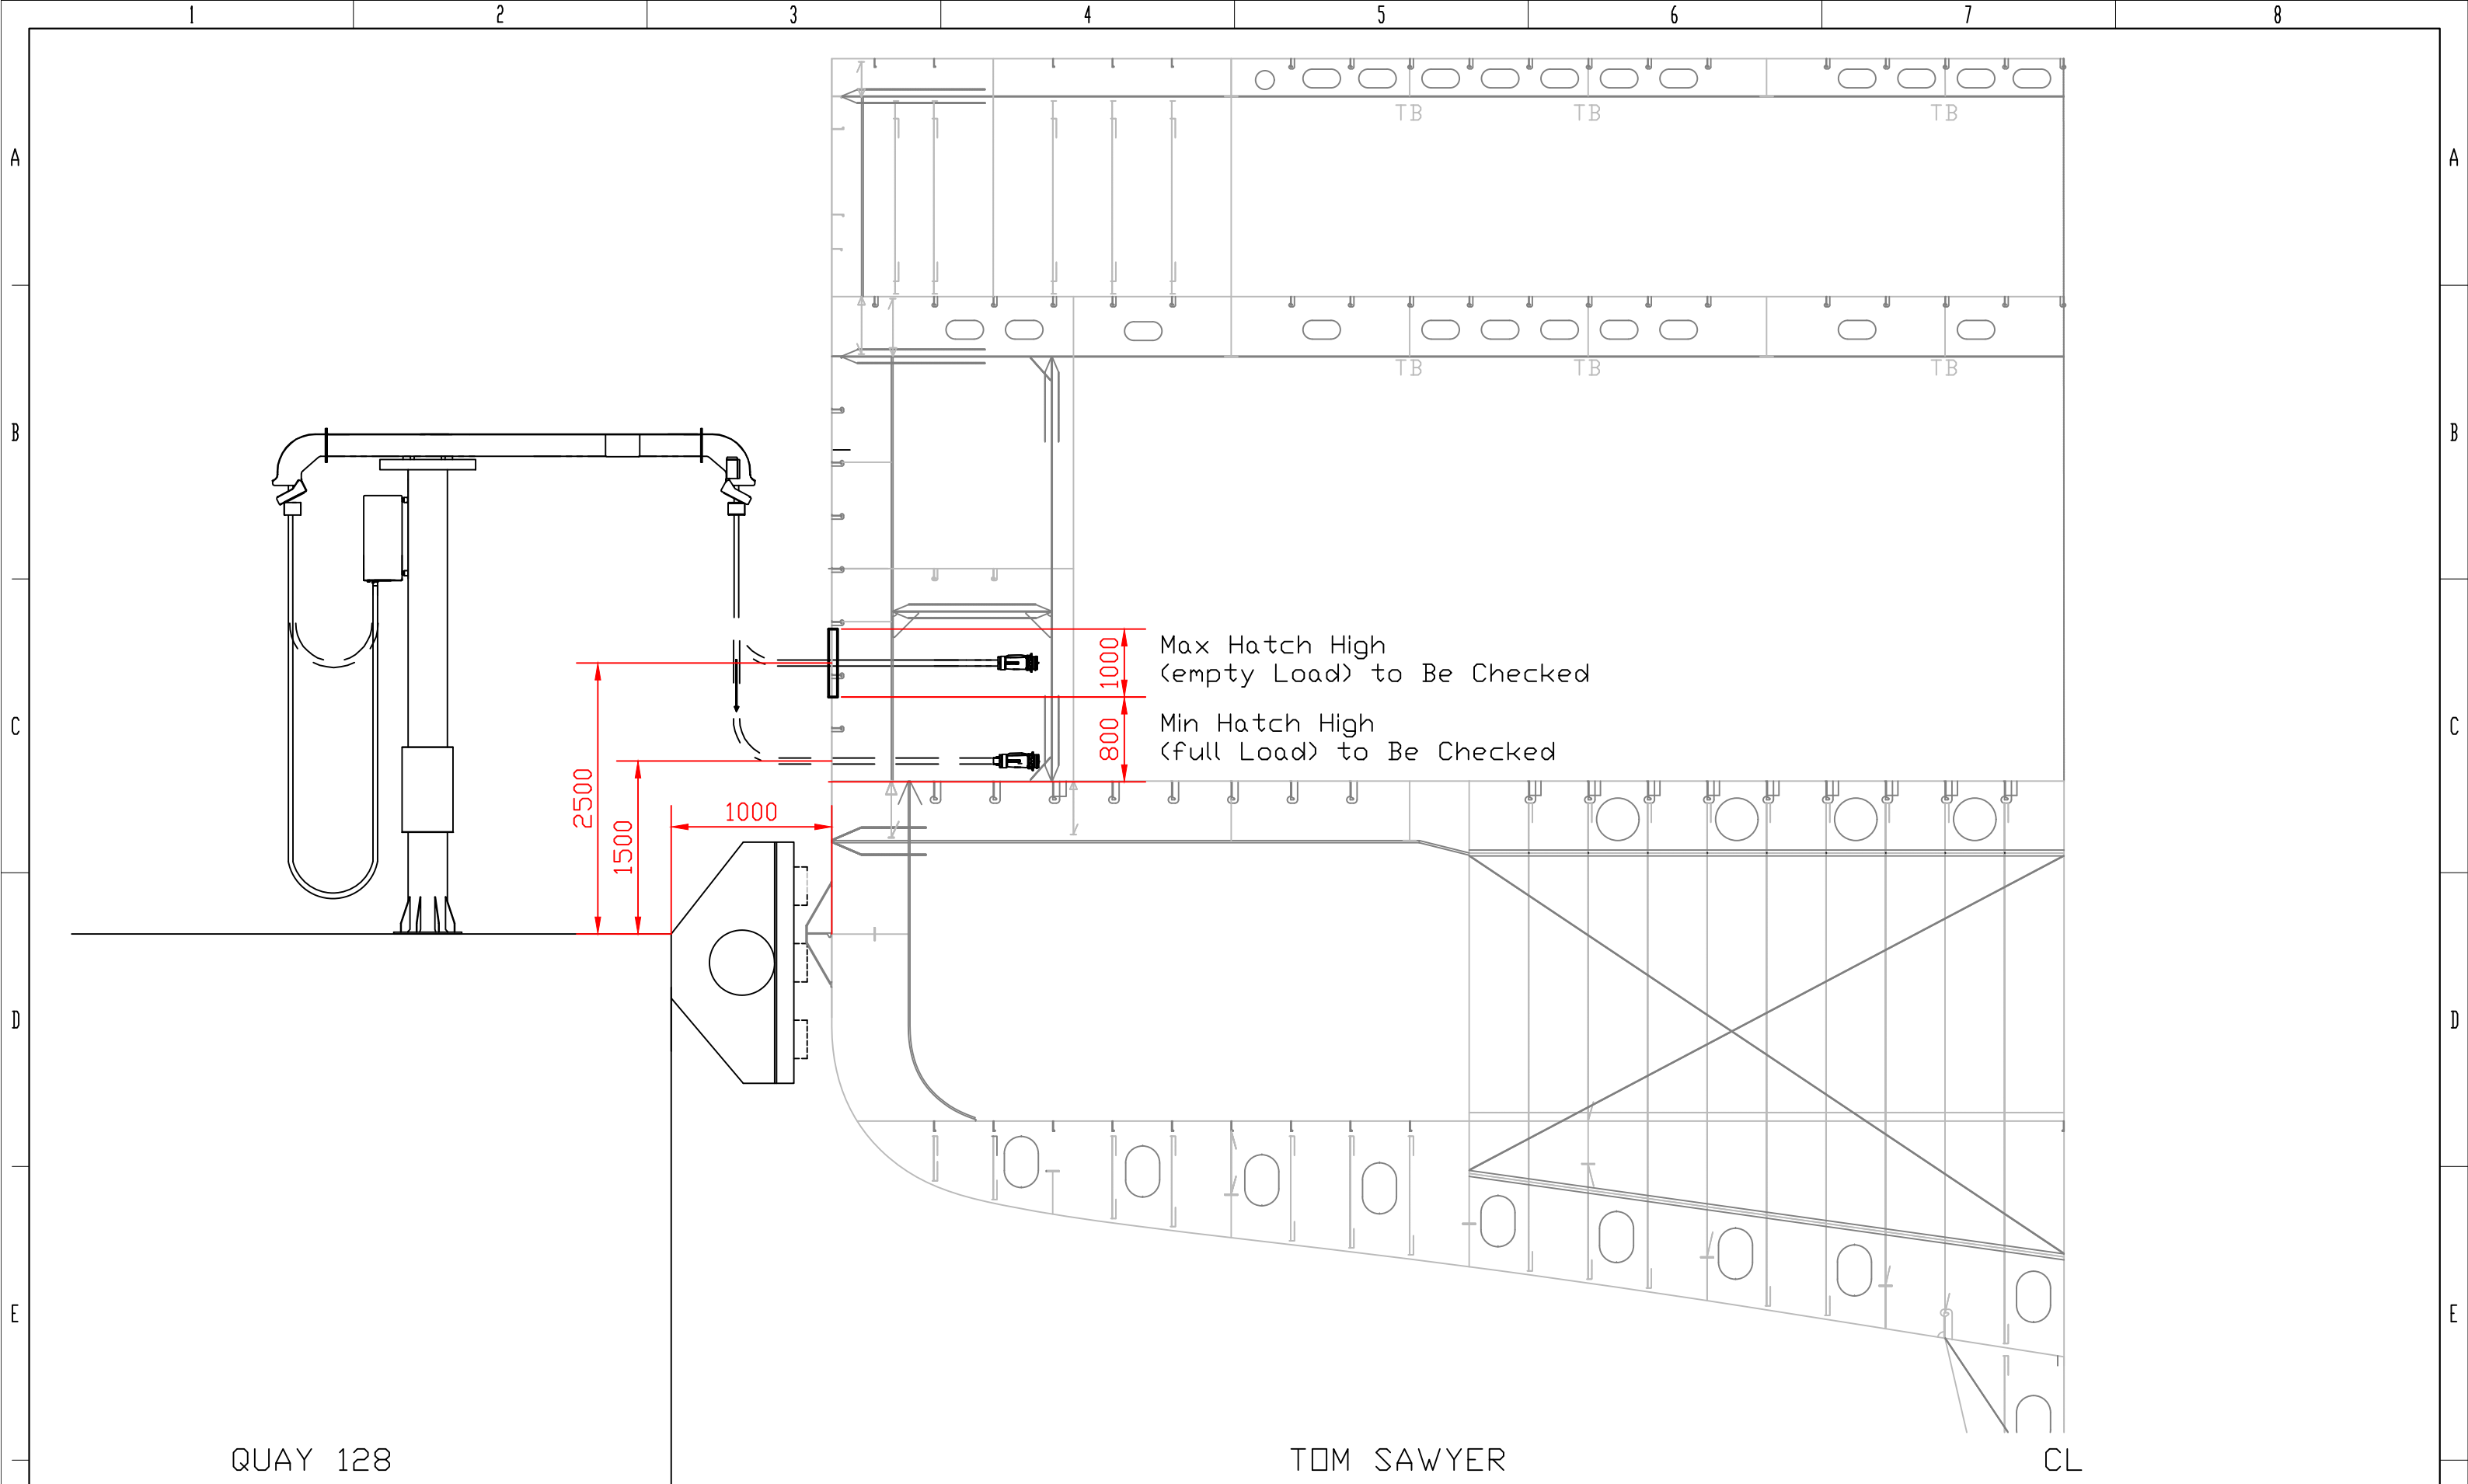 1 2 3 4 5 6 7 8
A A
TB TB TB
B B
TB TB TB
1000
Max Hatch High
(empty Load) to Be Checked
C C
800
Min Hatch High
(full Load) to Be Checked
2500
1500
1000
D D
E E
QUAY 128
TOM SAWYER
CL